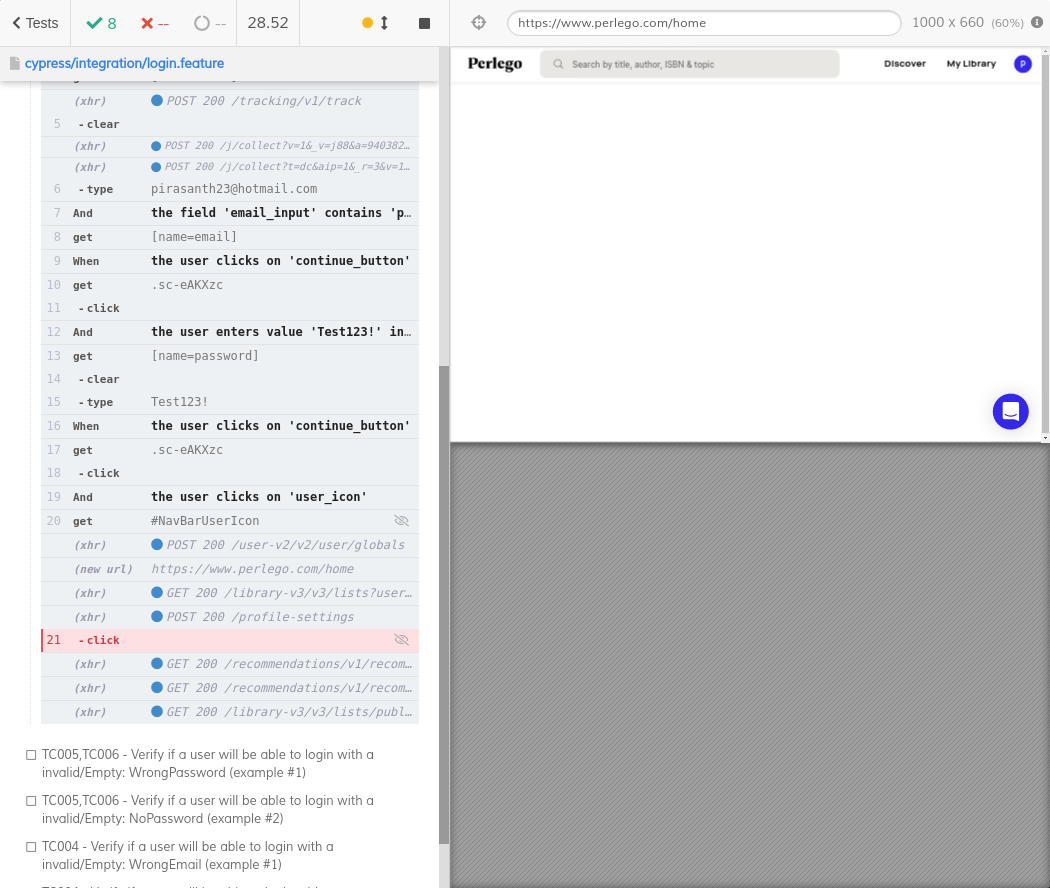 Tests
8
--
--
28.52
https://www.perlego.com/home
1000 x 660 (60%)
cypress/integration/login.feature
Perlego
Search by title, author, ISBN & topic
Discover
My Library
P
(xhr) POST 200 /tracking/v1/track
5 -clear
(xhr) POST 200 /j/collect?v=1&_v=j88&a=940382…
(xhr) POST 200 /j/collect?t=dc&aip=1&_r=3&v=1…
6 -type pirasanth23@hotmail.com
7 And the field 'email_input' contains 'p…
8 get [name=email]
9 When the user clicks on 'continue_button'
10 get .sc-eAKXzc
11 -click
12 And the user enters value 'Test123!' in…
13 get [name=password]
14 -clear
15 -type Test123!
16 When the user clicks on 'continue_button'
17 get .sc-eAKXzc
18 -click
19 And the user clicks on 'user_icon'
20 get #NavBarUserIcon
(xhr) POST 200 /user-v2/v2/user/globals
(new url) https://www.perlego.com/home
(xhr) GET 200 /library-v3/v3/lists?user…
(xhr) POST 200 /profile-settings
21 -click
(xhr) GET 200 /recommendations/v1/recom…
(xhr) GET 200 /recommendations/v1/recom…
(xhr) GET 200 /library-v3/v3/lists/publ…
TC005,TC006 - Verify if a user will be able to login with a
invalid/Empty: WrongPassword (example #1)
TC005,TC006 - Verify if a user will be able to login with a
invalid/Empty: NoPassword (example #2)
TC004 - Verify if a user will be able to login with a
invalid/Empty: WrongEmail (example #1)